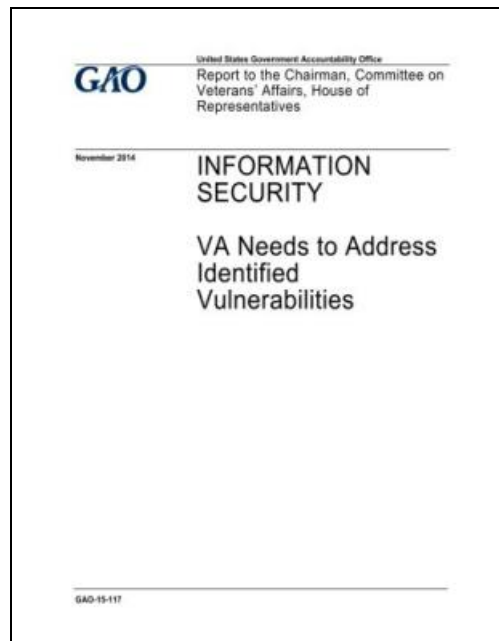 United States Government Accountability Office
GAO
Report to the Chairman, Committee on
Veterans' Affairs, House of
Representatives
November 2014
INFORMATION
SECURITY
VA Needs to Address
Identified
Vulnerabilities
GAO-15-117